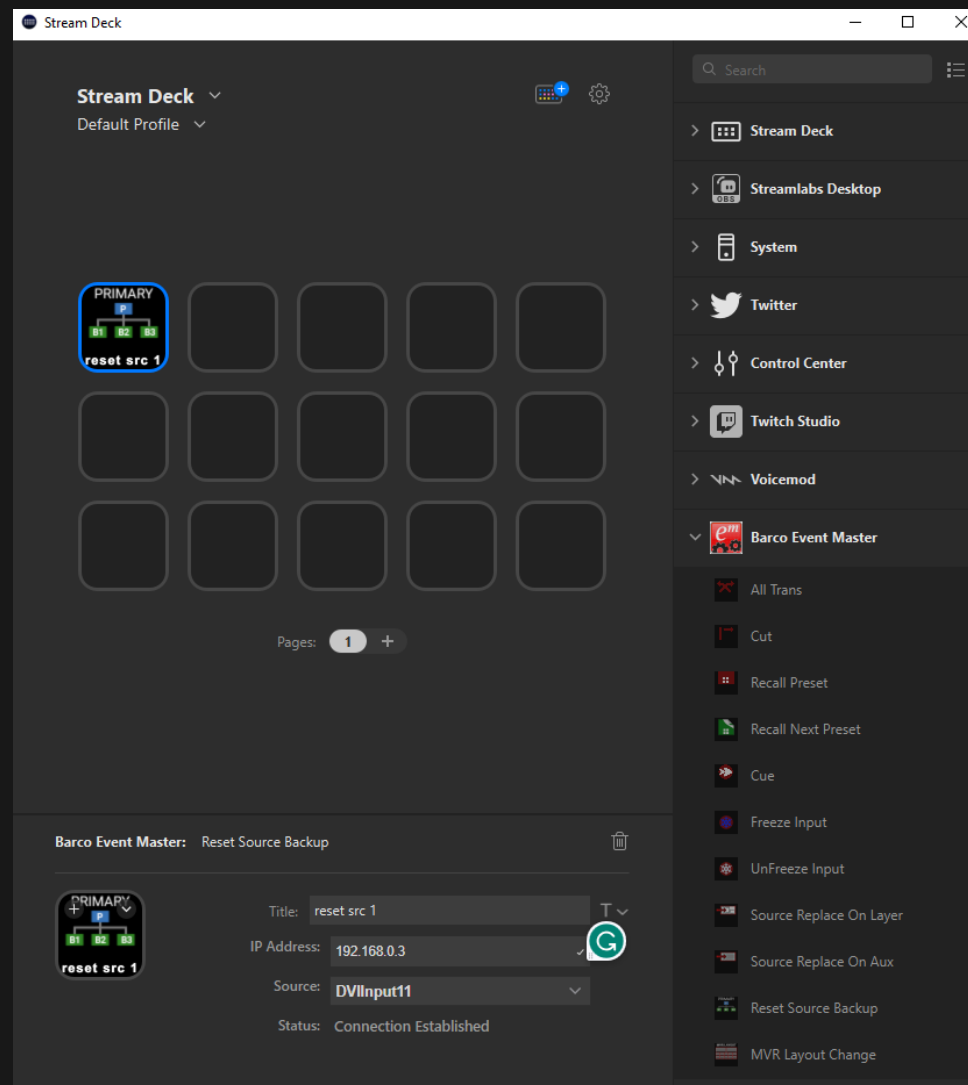 Stream Deck
Search
Stream Deck
Default Profile
Stream Deck
OBS
Streamlabs Desktop
System
PRIMARY
P
B1 B2 B3
reset src 1
Twitter
Control Center
Twitch Studio
Voicemod
em
Barco Event Master
All Trans
Cut
Pages: 1 +
Recall Preset
Recall Next Preset
Cue
Freeze Input
Barco Event Master: Reset Source Backup
UnFreeze Input
PRIMARY
P
B1 B2 B3
reset src 1
Title: reset src 1
T
Source Replace On Layer
IP Address: 192.168.0.3
G
Source Replace On Aux
Source: DVIInput11
Reset Source Backup
Status: Connection Established
MVR Layout Change